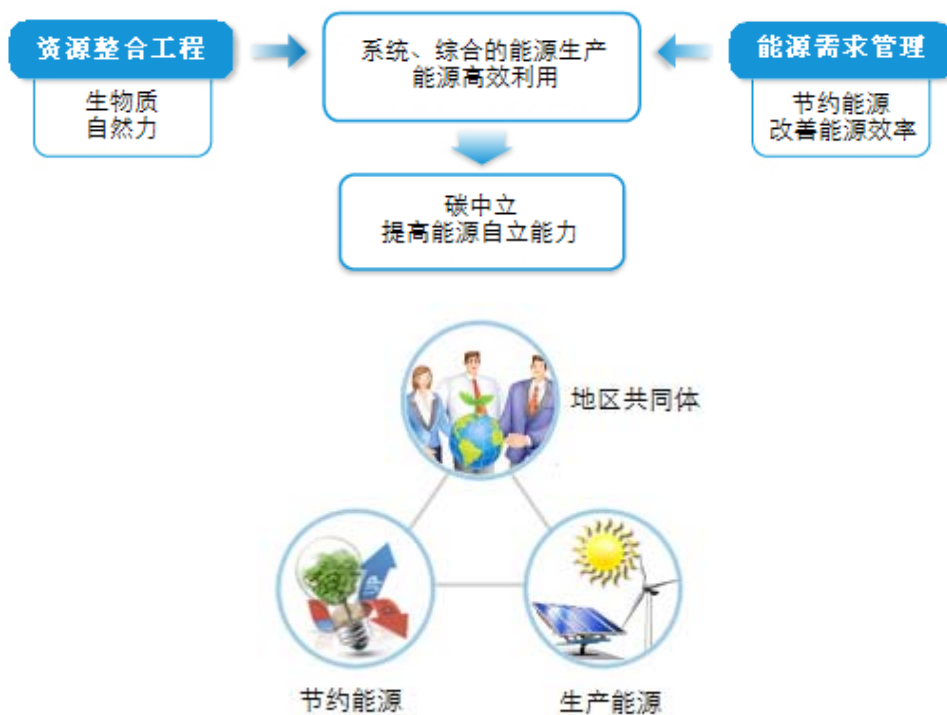 资源整合工程
生物质
自然力
系统、综合的能源生产
能源高效利用
能源需求管理
节约能源
改善能源效率
碳中立
提高能源自立能力
地区共同体
UP
节约能源
生产能源